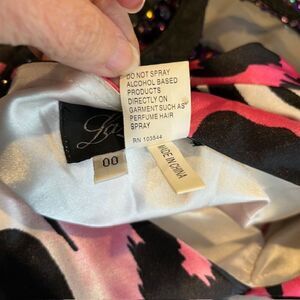 DO NOT SPRAY
ALCOHOL BASED
PRODUCTS
DIRECTLY ON
GARMENT SUCH AS
PERFUME HAIR
SPRAY
RN 103544
00
MADE IN CHINA